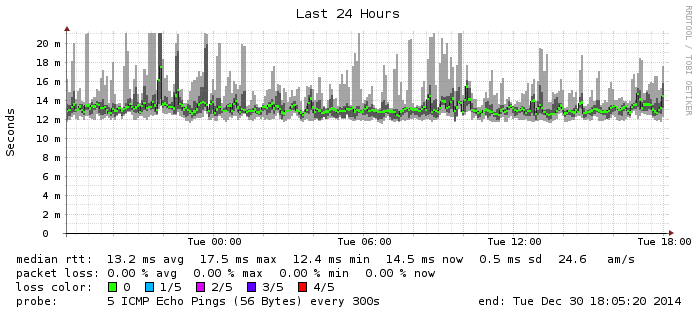 Last 24 Hours
RRDTOOL / TOBI OETIKER
Seconds
20 m
18 m
16 m
14 m
12 m
10 m
8 m
6 m
4 m
2 m
0
Tue 00:00 Tue 06:00 Tue 12:00 Tue 18:00
median rtt: 13.2 ms avg 17.5 ms max 12.4 ms min 14.5 ms now 0.5 ms sd 24.6 am/s
packet loss: 0.00 % avg 0.00 % max 0.00 % min 0.00 % now
loss color: 0 1/5 2/5 3/5 4/5
probe: 5 ICMP Echo Pings (56 Bytes) every 300s end: Tue Dec 30 18:05:20 2014